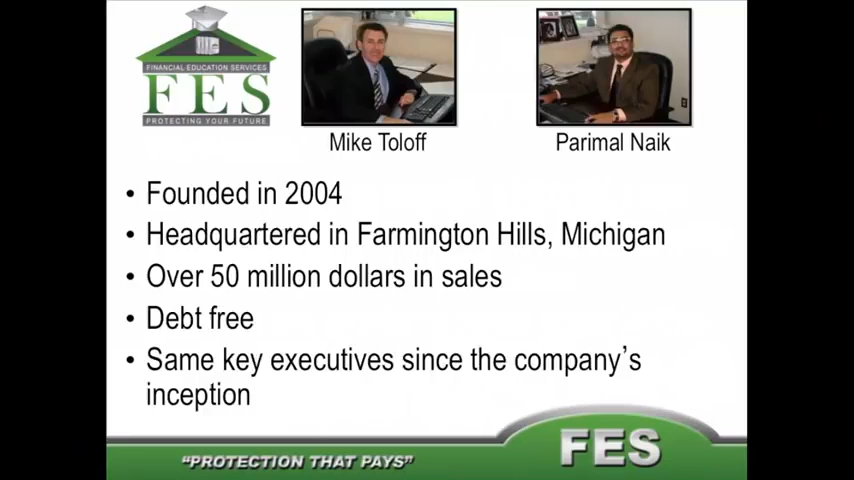 FINANCIAL EDUCATION SERVICES
FES
PROTECTING YOUR FUTURE
Mike Toloff
Parimal Naik
• Founded in 2004
• Headquartered in Farmington Hills, Michigan
• Over 50 million dollars in sales
• Debt free
• Same key executives since the company’s
inception
"PROTECTION THAT PAYS"
FES